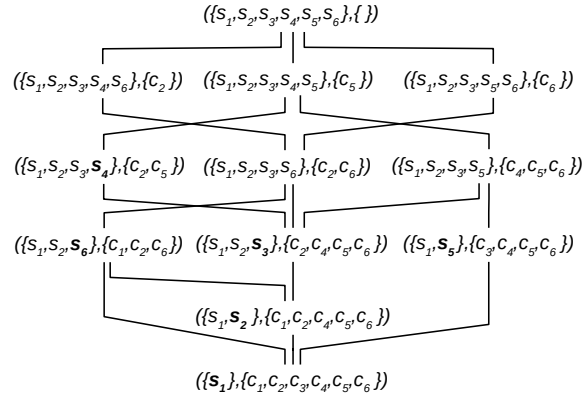 ({s₁,s₂,s₃,s₄,s₅,s₆},{ })
({s₁,s₂,s₃,s₄,s₆},{c₂ }) ({s₁,s₂,s₃,s₄,s₅},{c₅ }) ({s₁,s₂,s₃,s₅,s₆},{c₆ })
({s₁,s₂,s₃,s₄},{c₂,c₅ }) ({s₁,s₂,s₃,s₆},{c₂,c₆ }) ({s₁,s₂,s₃,s₅},{c₄,c₅,c₆ })
({s₁,s₂,s₆},{c₁,c₂,c₆}) ({s₁,s₂,s₃},{c₂,c₄,c₅,c₆ }) ({s₁,s₅},{c₃,c₄,c₅,c₆ })
({s₁,s₂ },{c₁,c₂,c₄,c₅,c₆ })
({s₁},{c₁,c₂,c₃,c₄,c₅,c₆ })